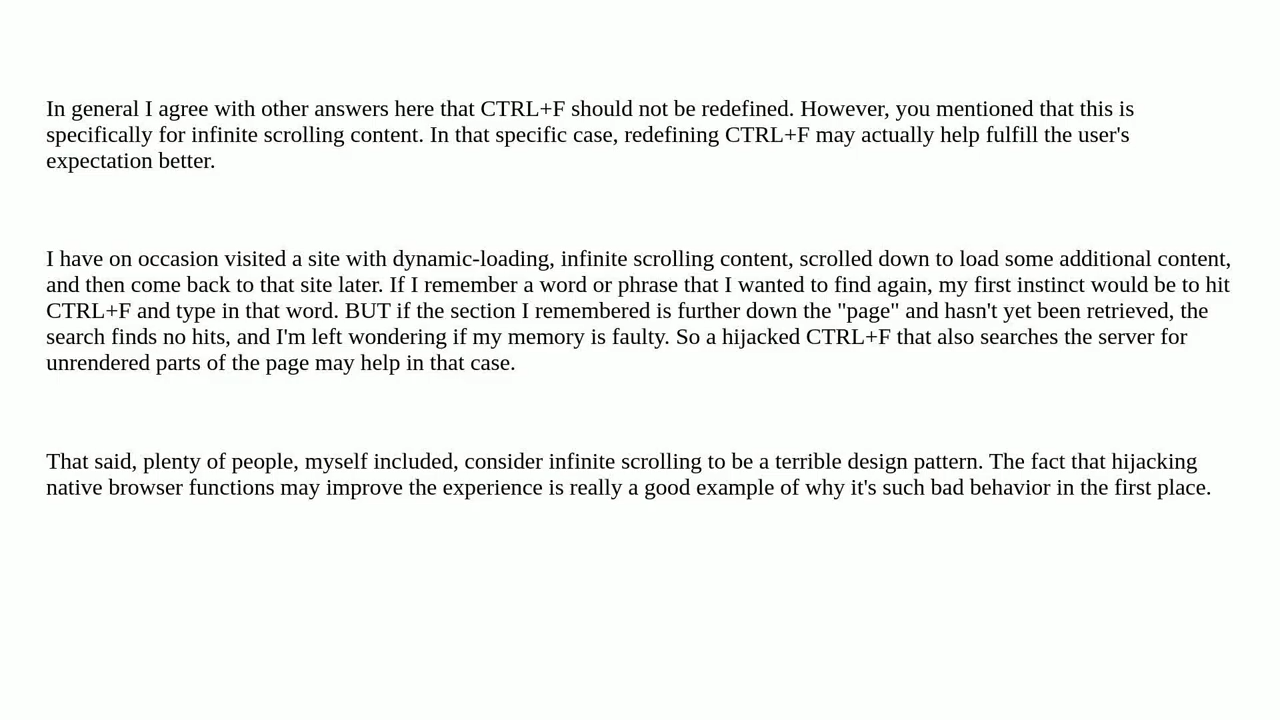 In general I agree with other answers here that CTRL+F should not be redefined. However, you mentioned that this is
specifically for infinite scrolling content. In that specific case, redefining CTRL+F may actually help fulfill the user's
expectation better.
I have on occasion visited a site with dynamic-loading, infinite scrolling content, scrolled down to load some additional content,
and then come back to that site later. If I remember a word or phrase that I wanted to find again, my first instinct would be to hit
CTRL+F and type in that word. BUT if the section I remembered is further down the "page" and hasn't yet been retrieved, the
search finds no hits, and I'm left wondering if my memory is faulty. So a hijacked CTRL+F that also searches the server for
unrendered parts of the page may help in that case.
That said, plenty of people, myself included, consider infinite scrolling to be a terrible design pattern. The fact that hijacking
native browser functions may improve the experience is really a good example of why it's such bad behavior in the first place.